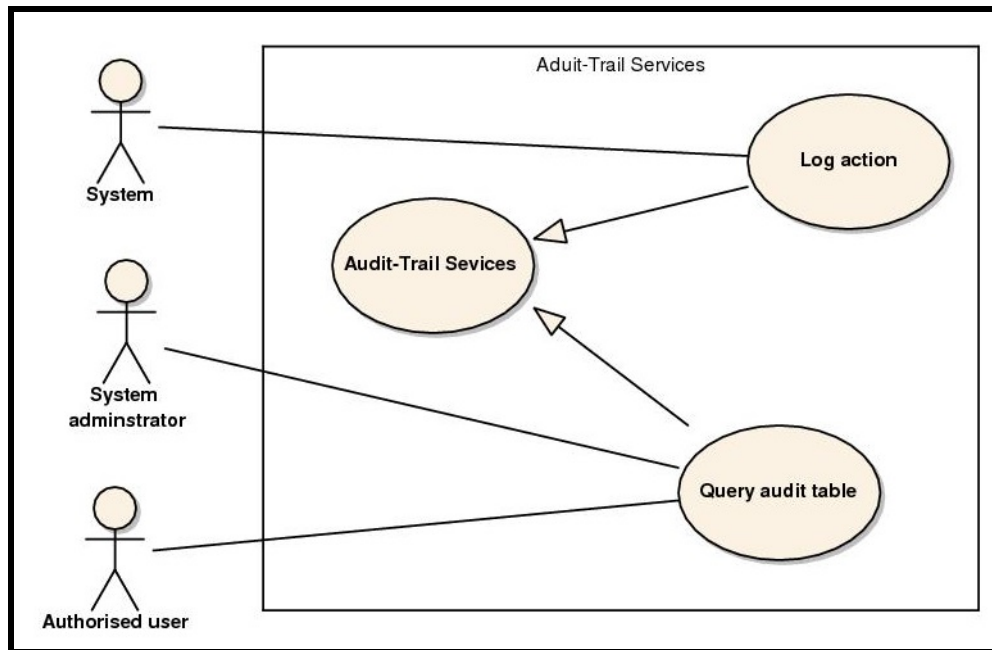 Aduit-Trail Services
System
Log action
Audit-Trail Sevices
System
adminstrator
Query audit table
Authorised user